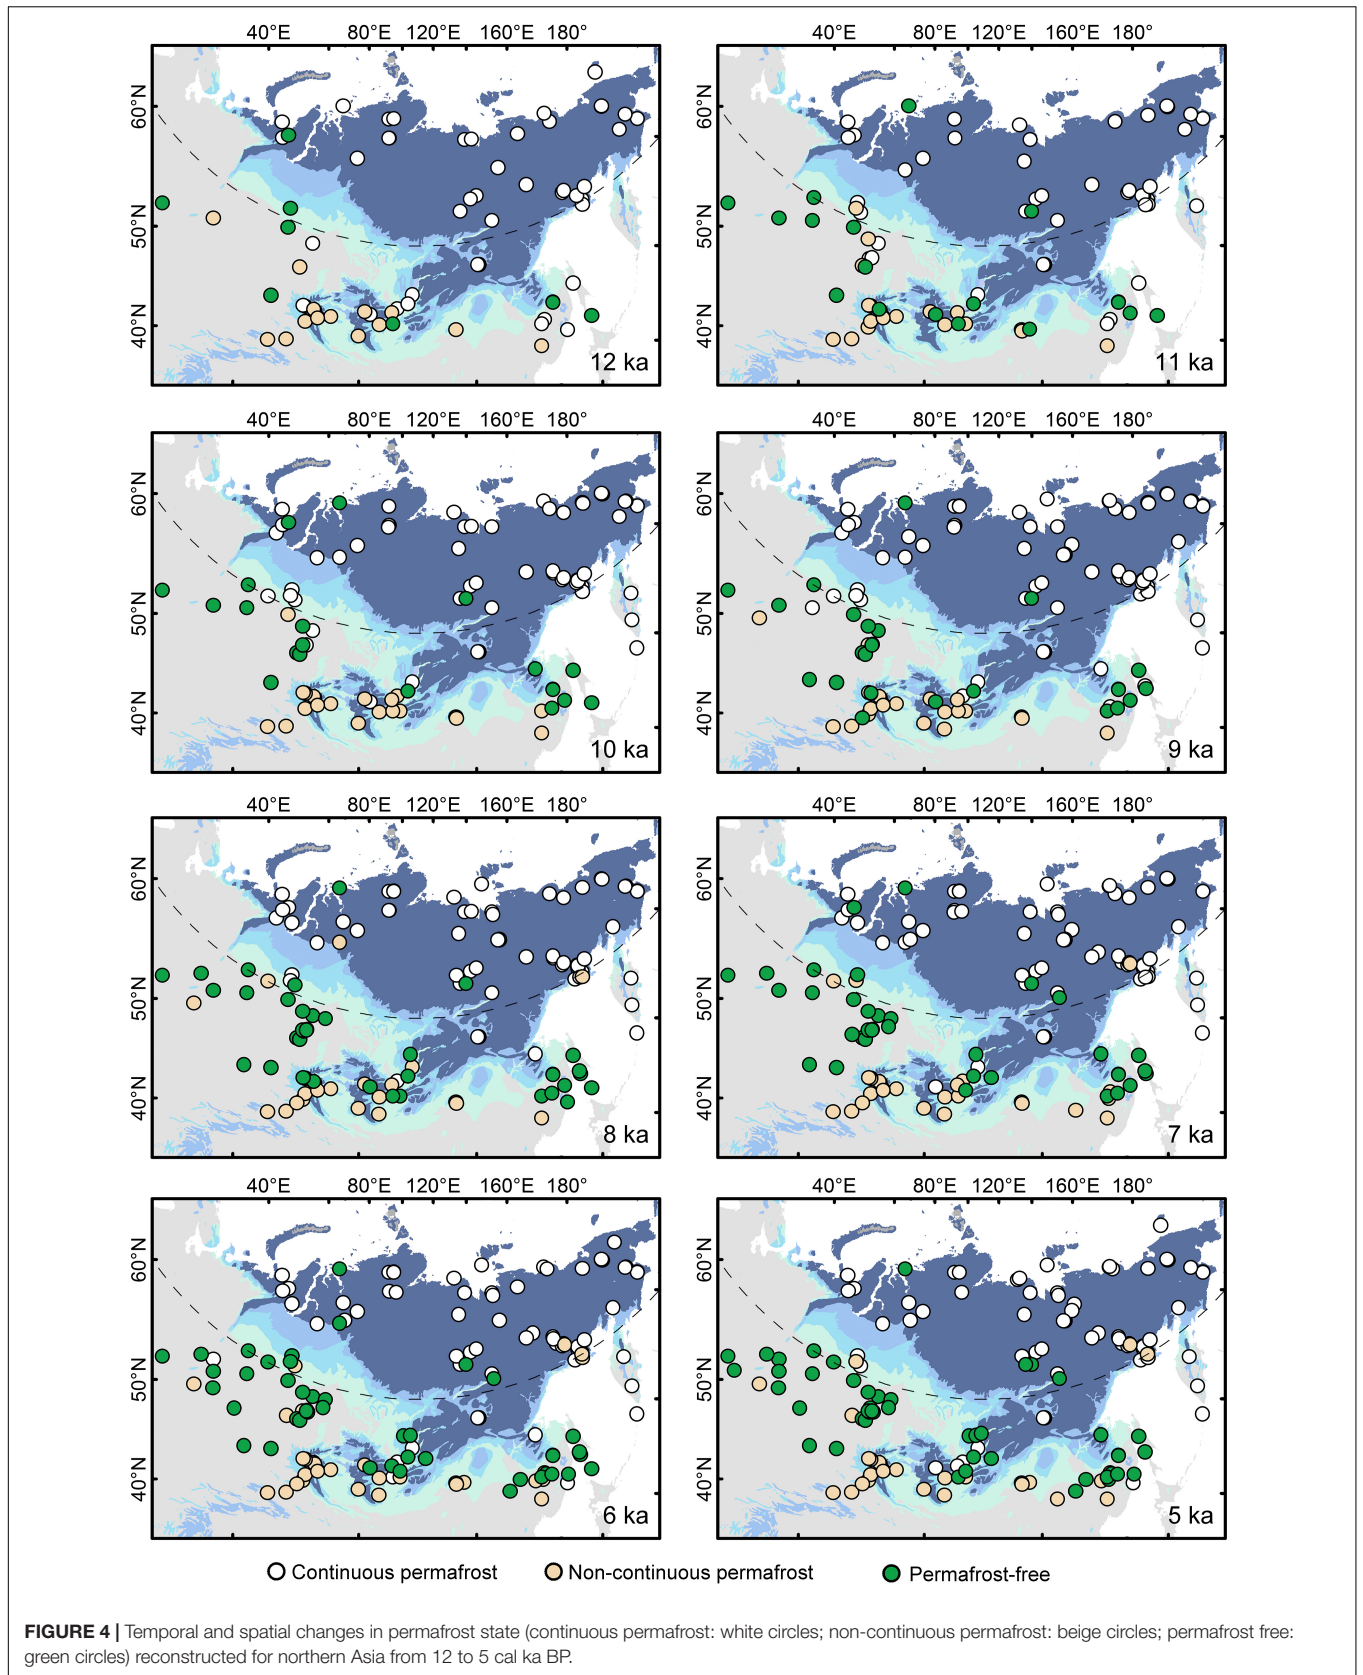 40°E 80°E 120°E 160°E 180° 40°E 80°E 120°E 160°E 180°
60°N 50°N 40°N 60°N 50°N 40°N
12 ka 11 ka
40°E 80°E 120°E 160°E 180° 40°E 80°E 120°E 160°E 180°
60°N 50°N 40°N 60°N 50°N 40°N
10 ka 9 ka
40°E 80°E 120°E 160°E 180° 40°E 80°E 120°E 160°E 180°
60°N 50°N 40°N 60°N 50°N 40°N
8 ka 7 ka
40°E 80°E 120°E 160°E 180° 40°E 80°E 120°E 160°E 180°
60°N 50°N 40°N 60°N 50°N 40°N
6 ka 5 ka
Continuous permafrost Non-continuous permafrost Permafrost-free
FIGURE 4 | Temporal and spatial changes in permafrost state (continuous permafrost: white circles; non-continuous permafrost: beige circles; permafrost free:
green circles) reconstructed for northern Asia from 12 to 5 cal ka BP.